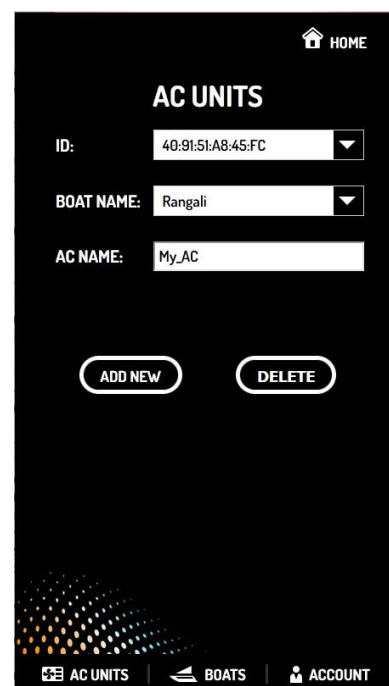 HOME
AC UNITS
ID: 40:91:51:A8:45:FC
BOAT NAME: Rangali
AC NAME: My_AC
ADD NEW DELETE
AC UNITS BOATS ACCOUNT